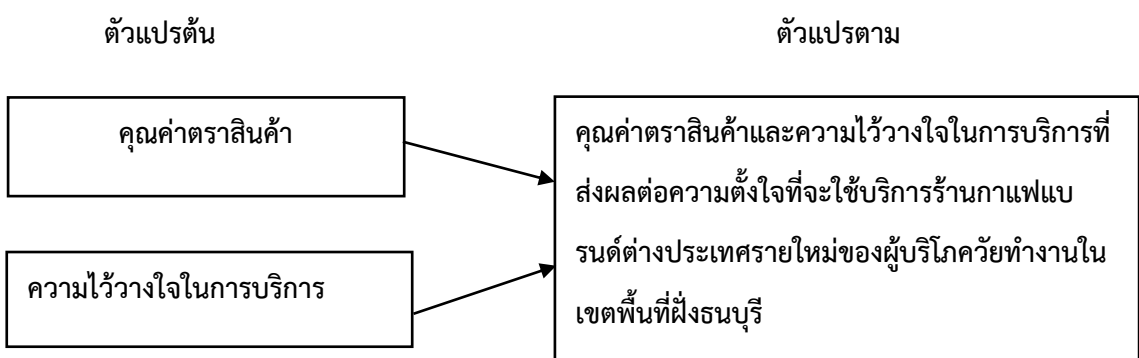 ตัวแปรต้น
ตัวแปรตาม
คุณค่าตราสินค้า
ความไว้วางใจในการบริการ
คุณค่าตราสินค้าและความไว้วางใจในการบริการที่
ส่งผลต่อความตั้งใจที่จะใช้บริการร้านกาแฟแบ
รนด์ต่างประเทศรายใหม่ของผู้บริโภควัยทำงานใน
เขตพื้นที่ฝั่งธนบุรี